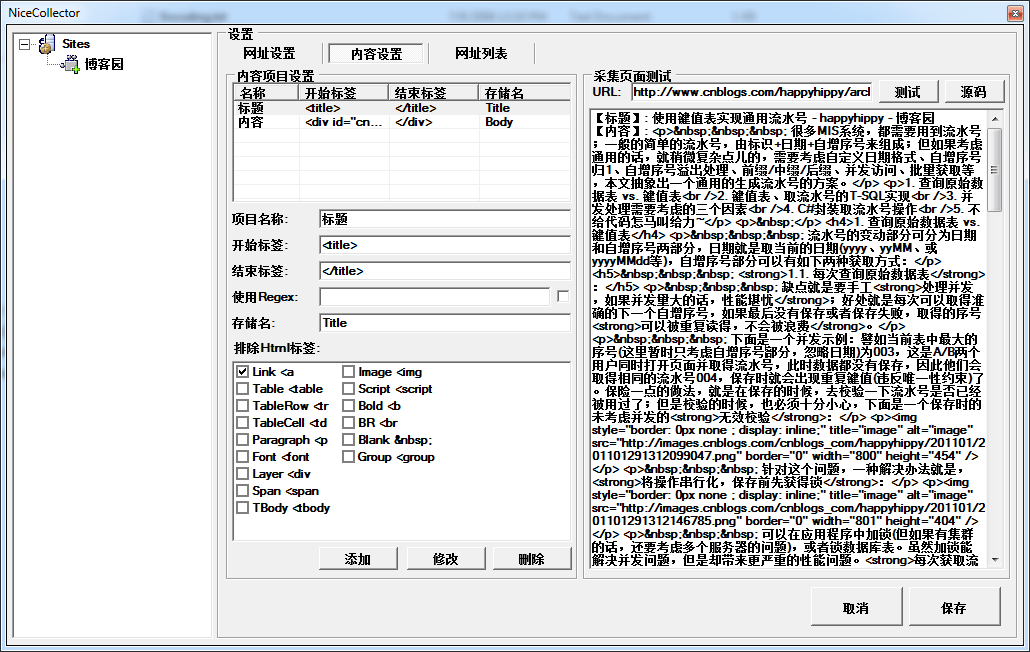 NiceCollector
Sites
博客园
设置
网址设置
内容设置
网址列表
内容项目设置
名称 开始标签 结束标签 存储名
标题 <title> </title> Title
内容 <div id="cn... </div> Body
项目名称: 标题
开始标签: <title>
结束标签: </title>
使用Regex:
存储名: Title
排除Html标签:
Link <a Image <img
Table <table Script <script
TableRow <tr Bold <b
TableCell <td BR <br
Paragraph <p Blank &nbsp;
Font <font Group <group
Layer <div
Span <span
TBody <tbody
添加 修改 删除
采集页面测试
URL: http://www.cnblogs.com/happyhippy/arcl 测试 源码
【标题】: 使用键值表实现通用流水号 - happyhippy - 博客园
【内容】: <p>&nbsp;&nbsp;&nbsp; 很多MIS系统，都需要用到流水号
；一般的简单的流水号，由标识+日期+自增序号来组成；但如果考虑
通用的话，就稍微复杂点儿的，需要考虑自定义日期格式、自增序号
归1、自增序号溢出处理、前缀/中缀/后缀、并发访问、批里获取等
，本文抽象出一个通用的生成流水号的方案。</p> <p>1. 查询原始数
据表 vs. 键值表<br />2. 键值表、取流水号的T-SQL实现<br />3. 并
发处理需要考虑的三个因素<br />4. C#封装取流水号操作<br />5. 不
给代码怎马叫给力~</p> <p>&nbsp;</p> <h4>1. 查询原始数据表 vs.
键值表</h4> <p>&nbsp;&nbsp;&nbsp; 流水号的变动部分可分为日期
和自增序号两部分，日期就是取当前的日期(yyyy、yyMM、或
yyyyMMdd等)，自增序号部分可以有如下两种获取方式：</p>
<h5>&nbsp;&nbsp;&nbsp; <strong>1.1. 每次查询原始数据表</strong>
：</h5> <p>&nbsp;&nbsp;&nbsp; 缺点就是要手工<strong>处理并发
，如果并发里大的话，性能堪忧</strong>；好处就是每次可以取得准
确的下一个自增序号，如果最后没有保存或者保存失败，取得的序号
<strong>可以被重复读得，不会被浪费</strong>。</p>
<p>&nbsp;&nbsp;&nbsp; 下面是一个并发示例：譬如当前表中最大的
序号(这里暂时只考虑自增序号部分，忽略日期)为003，这是A/B两个
用户同时打开页面并取得流水号，此时数据都没有保存，因此他们会
取得相同的流水号004，保存时就会出现重复键值(违反唯一性约束)了
。保险一点的做法，就是在保存的时候，去校验一下流水号是否已经
被用过了；但是校验的时候，也必须十分小心，下面是一个保存时的
未考虑并发的<strong>无效校验</strong>：</p> <p><img
style="border: 0px none ; display: inline;" title="image" alt="image"
src="http://images.cnblogs.com/cnblogs_com/happyhippy/201101/2
01101291312099047.png" border="0" width="800" height="454" />
</p> <p>&nbsp;&nbsp;&nbsp; 针对这个问题，一种解决办法就是，
<strong>将操作串行化，保存前先获得锁</strong>：</p> <p><img
style="border: 0px none ; display: inline;" title="image" alt="image"
src="http://images.cnblogs.com/cnblogs_com/happyhippy/201101/2
01101291312146785.png" border="0" width="801" height="404" />
</p> <p>&nbsp;&nbsp;&nbsp; 可以在应用程序中加锁(但如果有集群
的话，还要考虑多个服务器的问题)，或者锁数据库表。虽然加锁能
解决并发问题，但是却带来更严重的性能问题。<strong>每次获取流
取消 保存